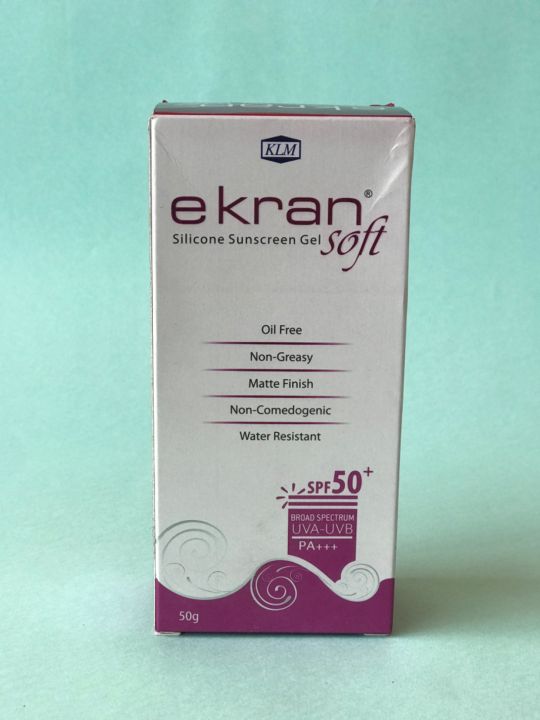 KLM
ekran®
Silicone Sunscreen Gel soft
Oil Free
Non-Greasy
Matte Finish
Non-Comedogenic
Water Resistant
SPF50+
BROAD SPECTRUM
UVA-UVB
PA+++
50g